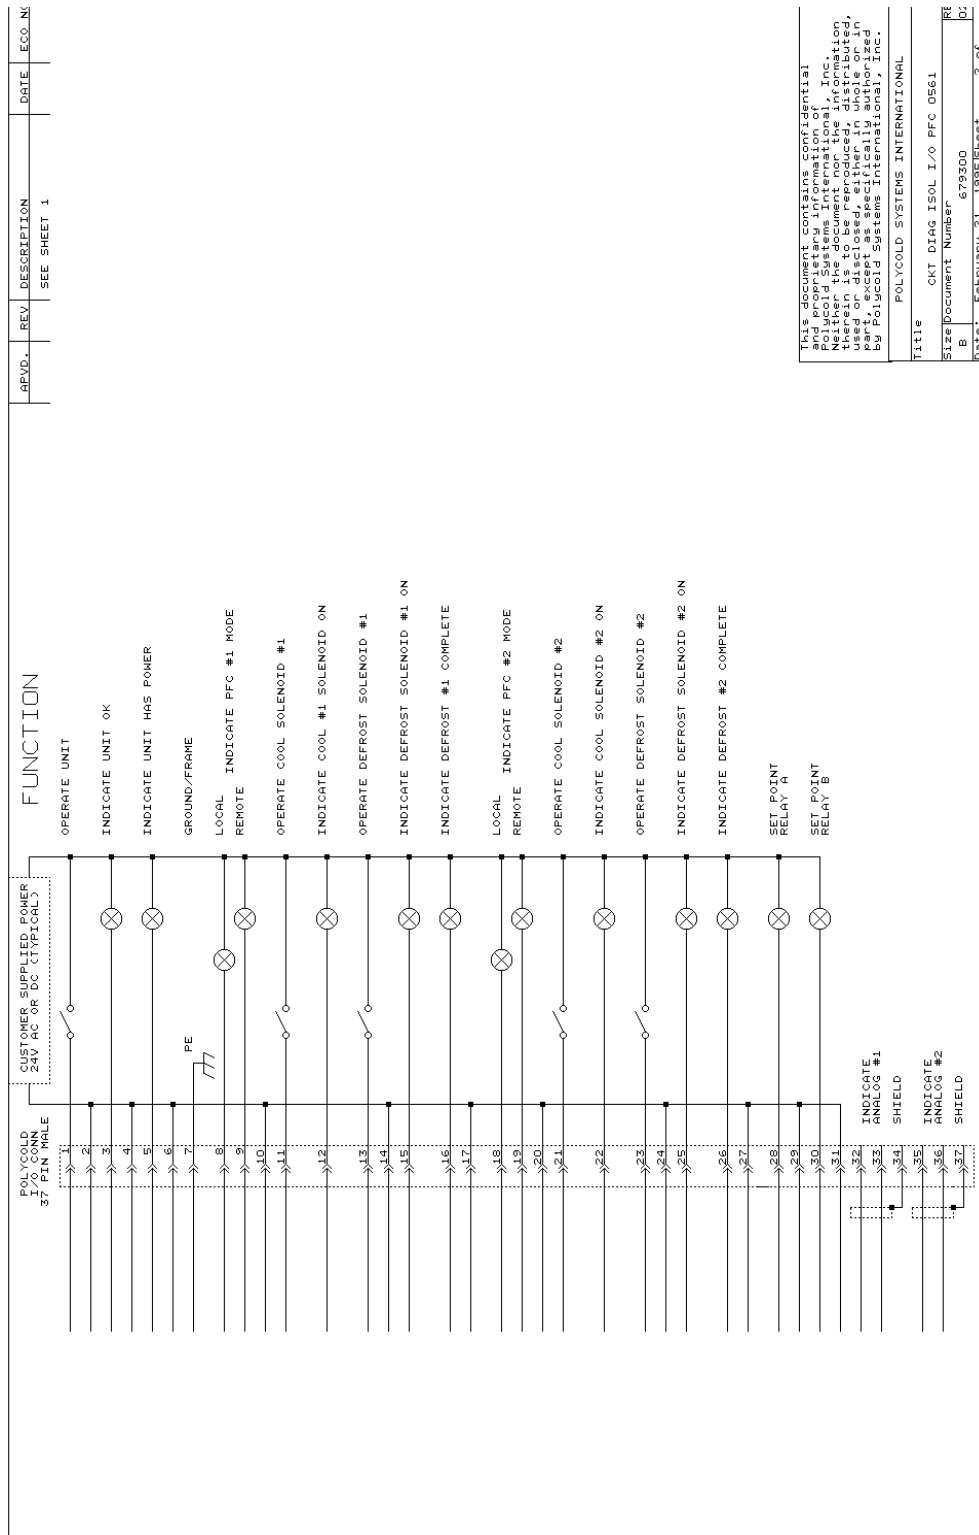 APVD. REV DESCRIPTION DATE ECO
SEE SHEET 1
FUNCTION
CUSTOMER SUPPLIED POWER
24V AC OR DC (TYPICAL)
POLYCOLD
I/O CONN
37 PIN MALE
1 OPERATE UNIT
2
3 INDICATE UNIT OK
4
5 INDICATE UNIT HAS POWER
6
7 PE GROUND/FRAME
8 LOCAL
INDICATE PFC #1 MODE
9 REMOTE
10
11 OPERATE COOL SOLENOID #1
12 INDICATE COOL #1 SOLENOID ON
13 OPERATE DEFROST SOLENOID #1
14
15 INDICATE DEFROST SOLENOID #1 ON
16 INDICATE DEFROST #1 COMPLETE
17
18 LOCAL
INDICATE PFC #2 MODE
19 REMOTE
20
21 OPERATE COOL SOLENOID #2
22 INDICATE COOL SOLENOID #2 ON
23 OPERATE DEFROST SOLENOID #2
24
25 INDICATE DEFROST SOLENOID #2 ON
26 INDICATE DEFROST #2 COMPLETE
27
28 SET POINT
RELAY A
29
30 SET POINT
RELAY B
31
32 INDICATE
33 ANALOG #1
34 SHIELD
35 INDICATE
36 ANALOG #2
37 SHIELD
This document contains confidential
and proprietary information of
Polycold Systems International, Inc.
Neither the document nor the information
therein is to be reproduced, distributed,
used or disclosed, either in whole or in
part, except as specifically authorized
by Polycold Systems International, Inc.
POLYCOLD SYSTEMS INTERNATIONAL
Title
CKT DIAG ISOL I/O PFC 0561
Size Document Number
B 679300
Date: February 21, 1995 Sheet 2 of